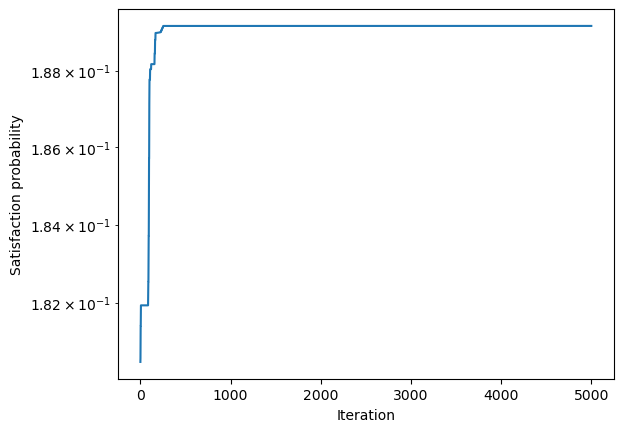 Satisfaction probability
1.88 × 10⁻¹
1.86 × 10⁻¹
1.84 × 10⁻¹
1.82 × 10⁻¹
0 1000 2000 3000 4000 5000
Iteration